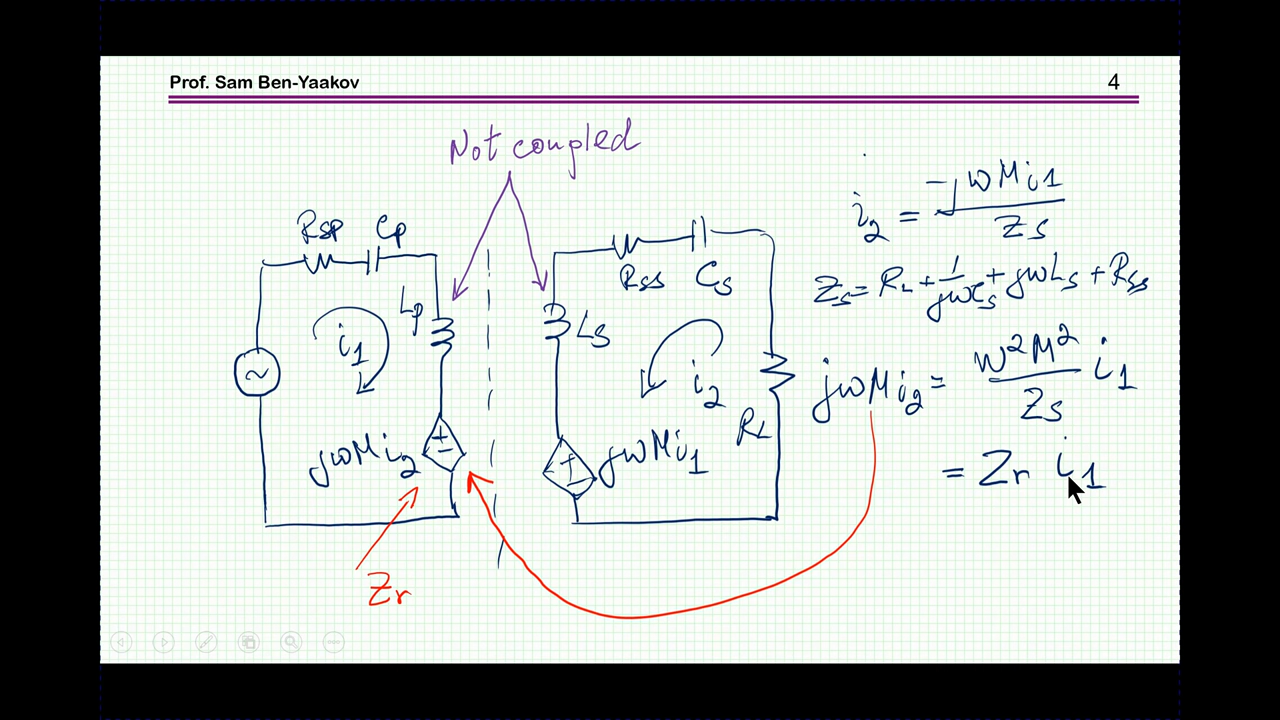 Prof. Sam Ben-Yaakov
4
Not coupled
Rsp Cp
Lp
i1
jωMi2
Zr
Rss Cs
Ls
i2
RL
jωMi1
i2 = -jωMi1 / Zs
Zs = RL + 1/jωCs + jωLs + Rss
jωMi2 = ω²M²/Zs i1
= Zr i1